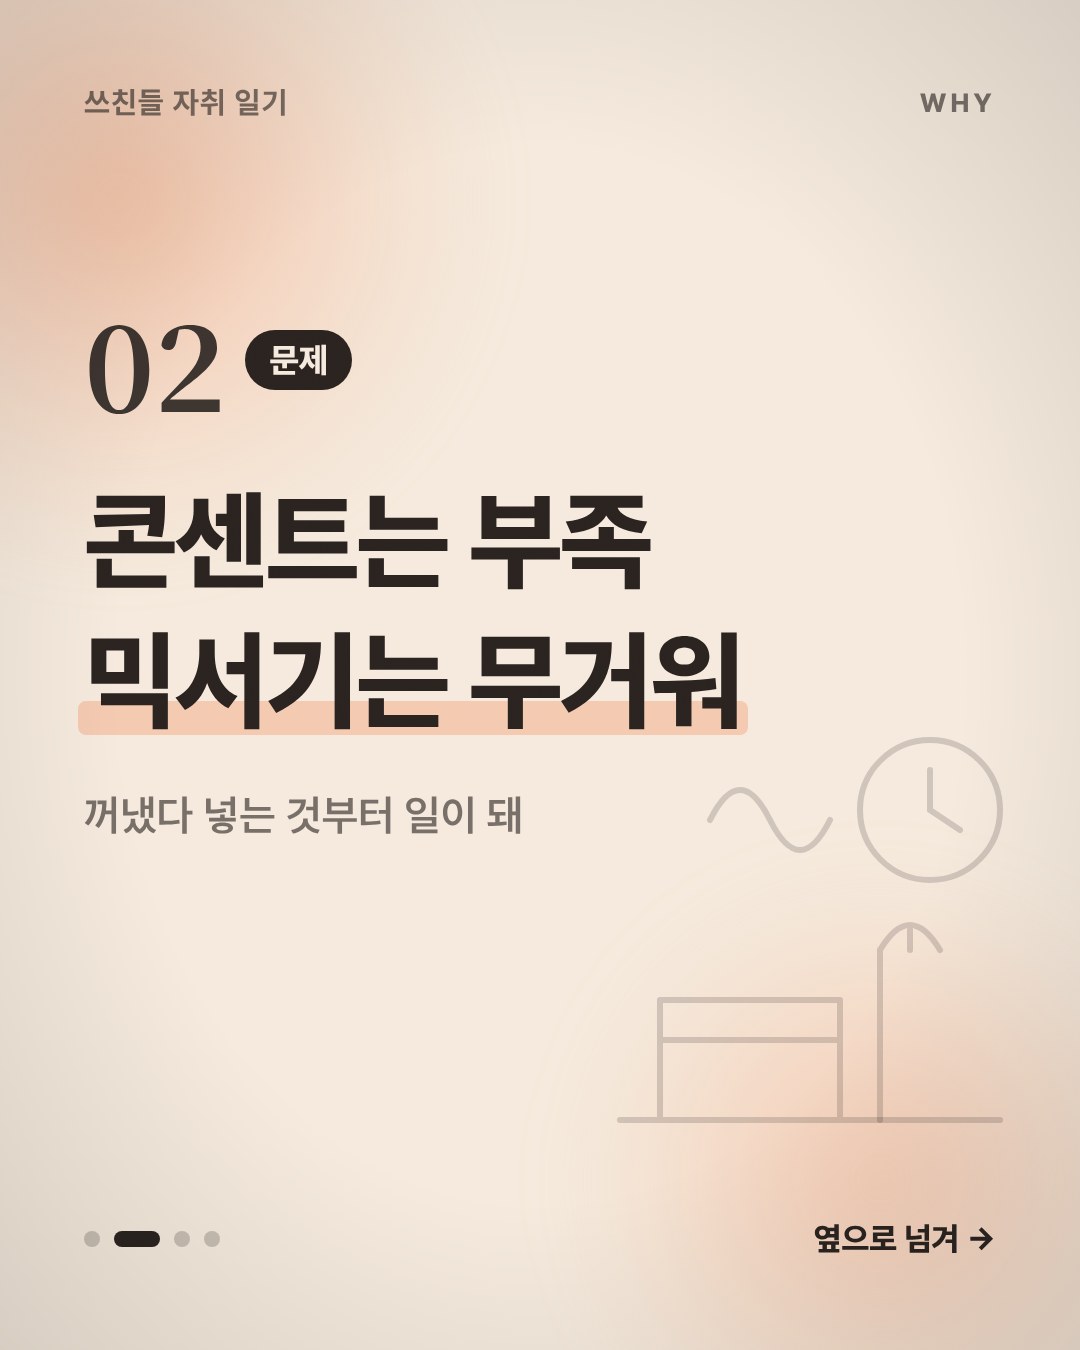 쓰친들 자취 일기
WHY
02
문제
콘센트는 부족
믹서기는 무거워
꺼냈다 넣는 것부터 일이 돼
옆으로 넘겨 →